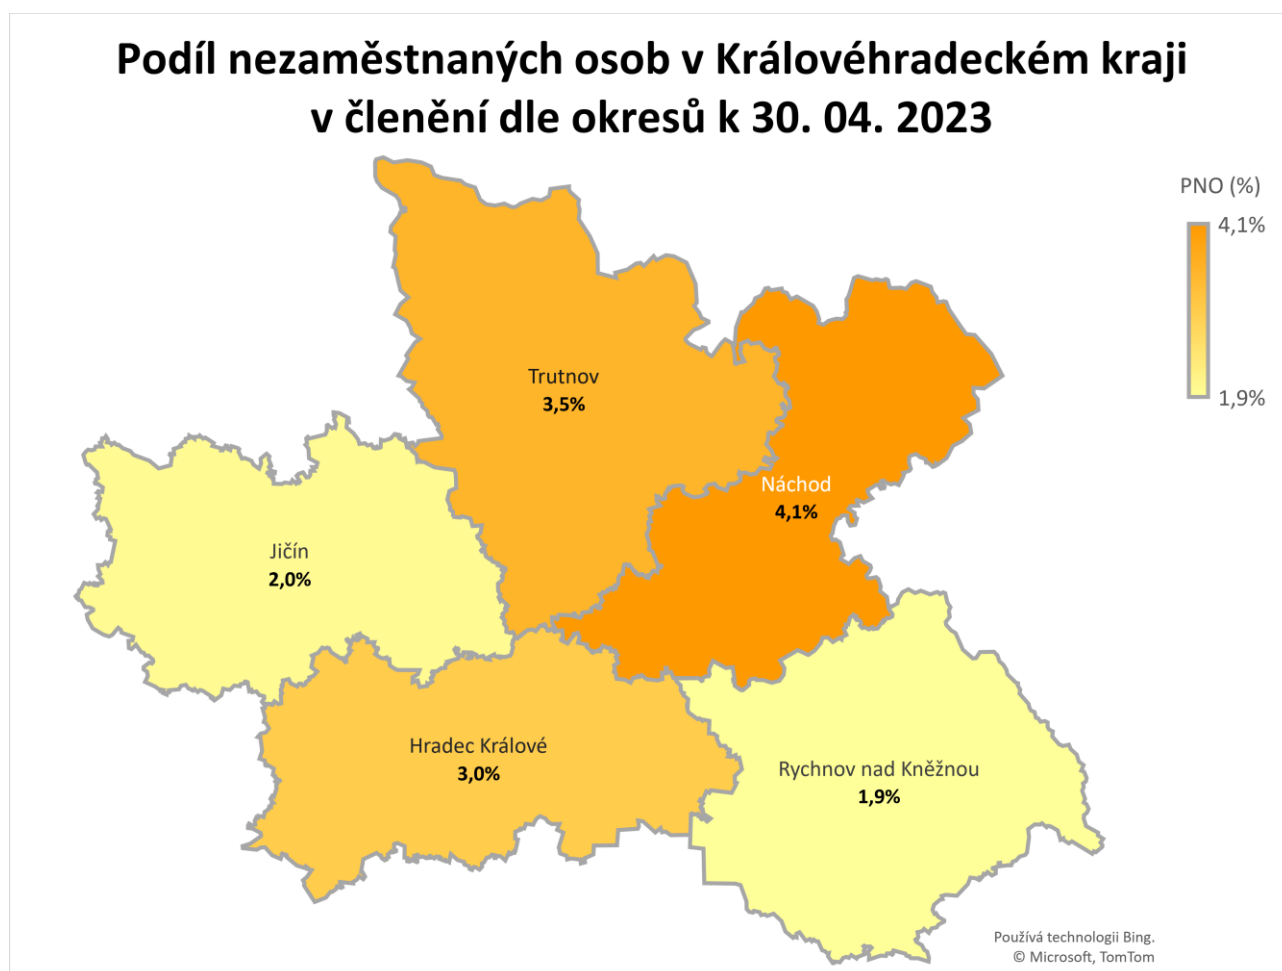 Podíl nezaměstnaných osob v Královéhradeckém kraji
v členění dle okresů k 30. 04. 2023
PNO (%)
4,1%
1,9%
Trutnov
3,5%
Náchod
4,1%
Jičín
2,0%
Hradec Králové
3,0%
Rychnov nad Kněžnou
1,9%
Používá technologii Bing.
© Microsoft, TomTom